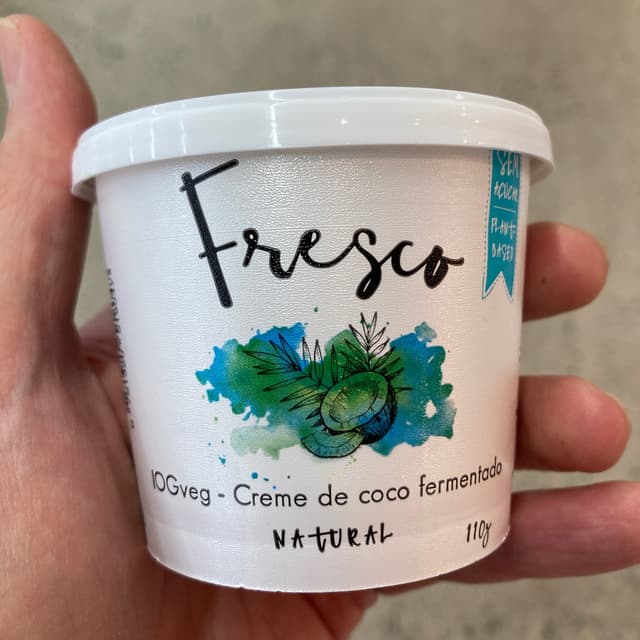 Fresco
SEM
AÇÚCAR
PLANT
BASED
IOGveg - Creme de coco fermentado
NATURAL
110g